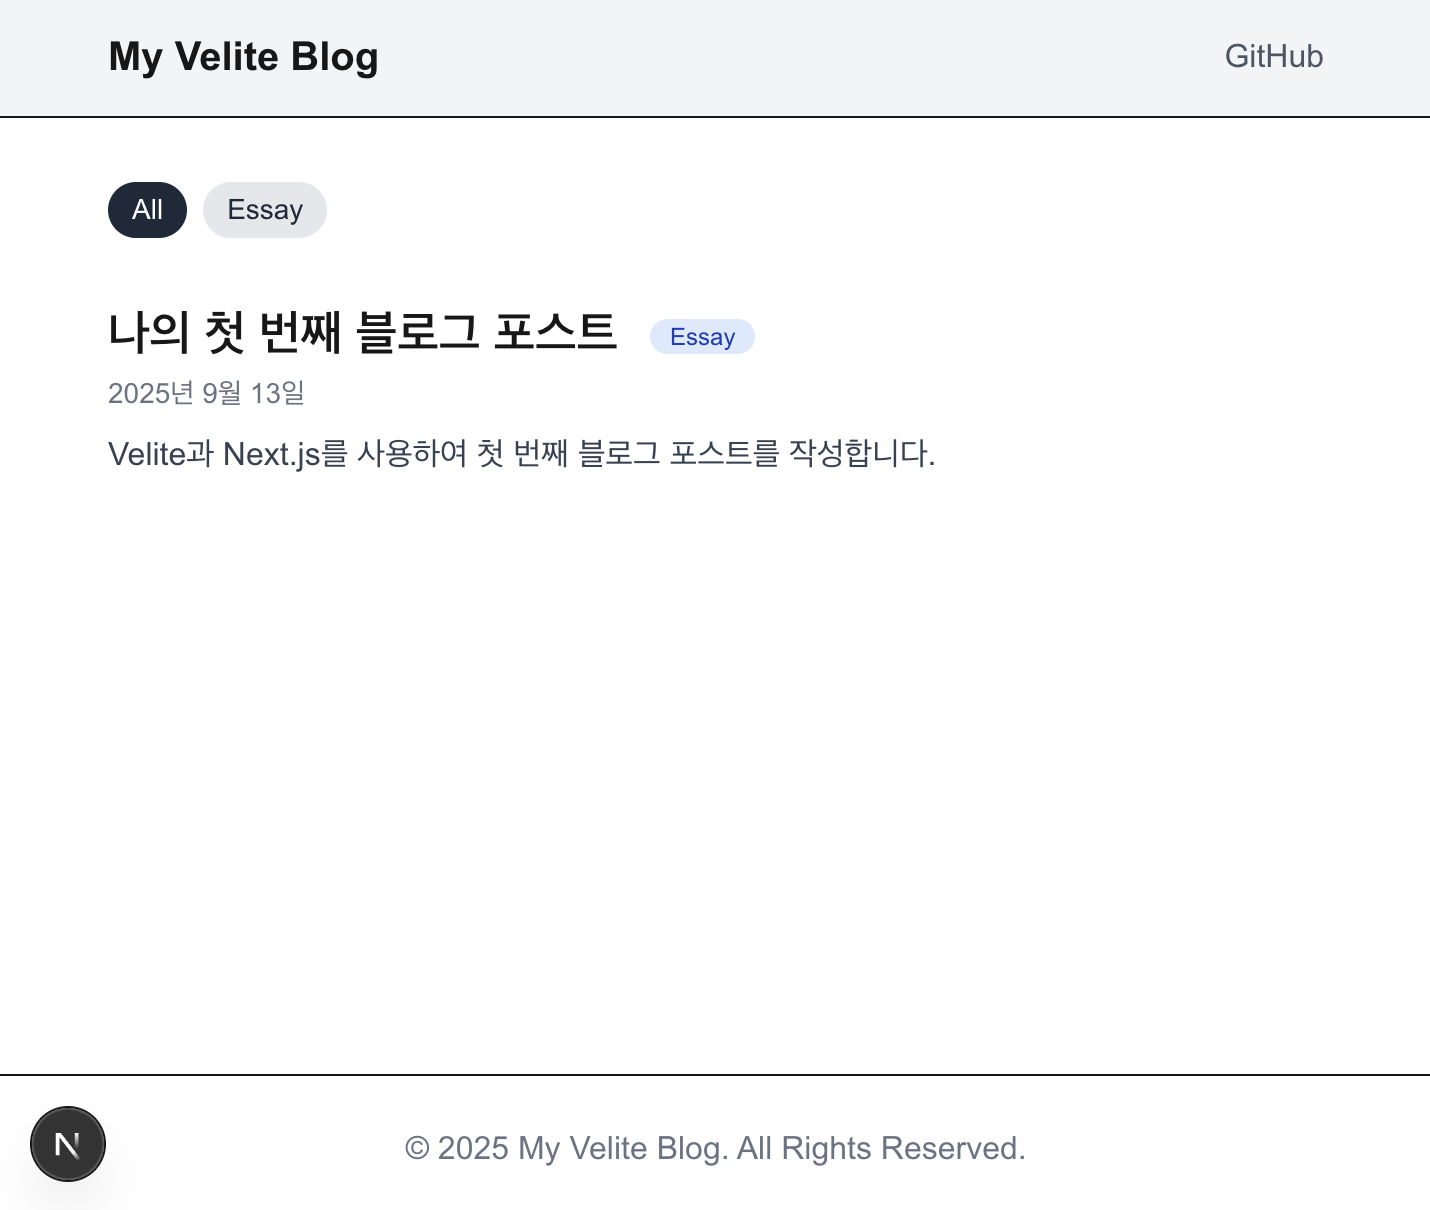 My Velite Blog
GitHub
All
Essay
나의 첫 번째 블로그 포스트
Essay
2025년 9월 13일
Velite과 Next.js를 사용하여 첫 번째 블로그 포스트를 작성합니다.
N
© 2025 My Velite Blog. All Rights Reserved.